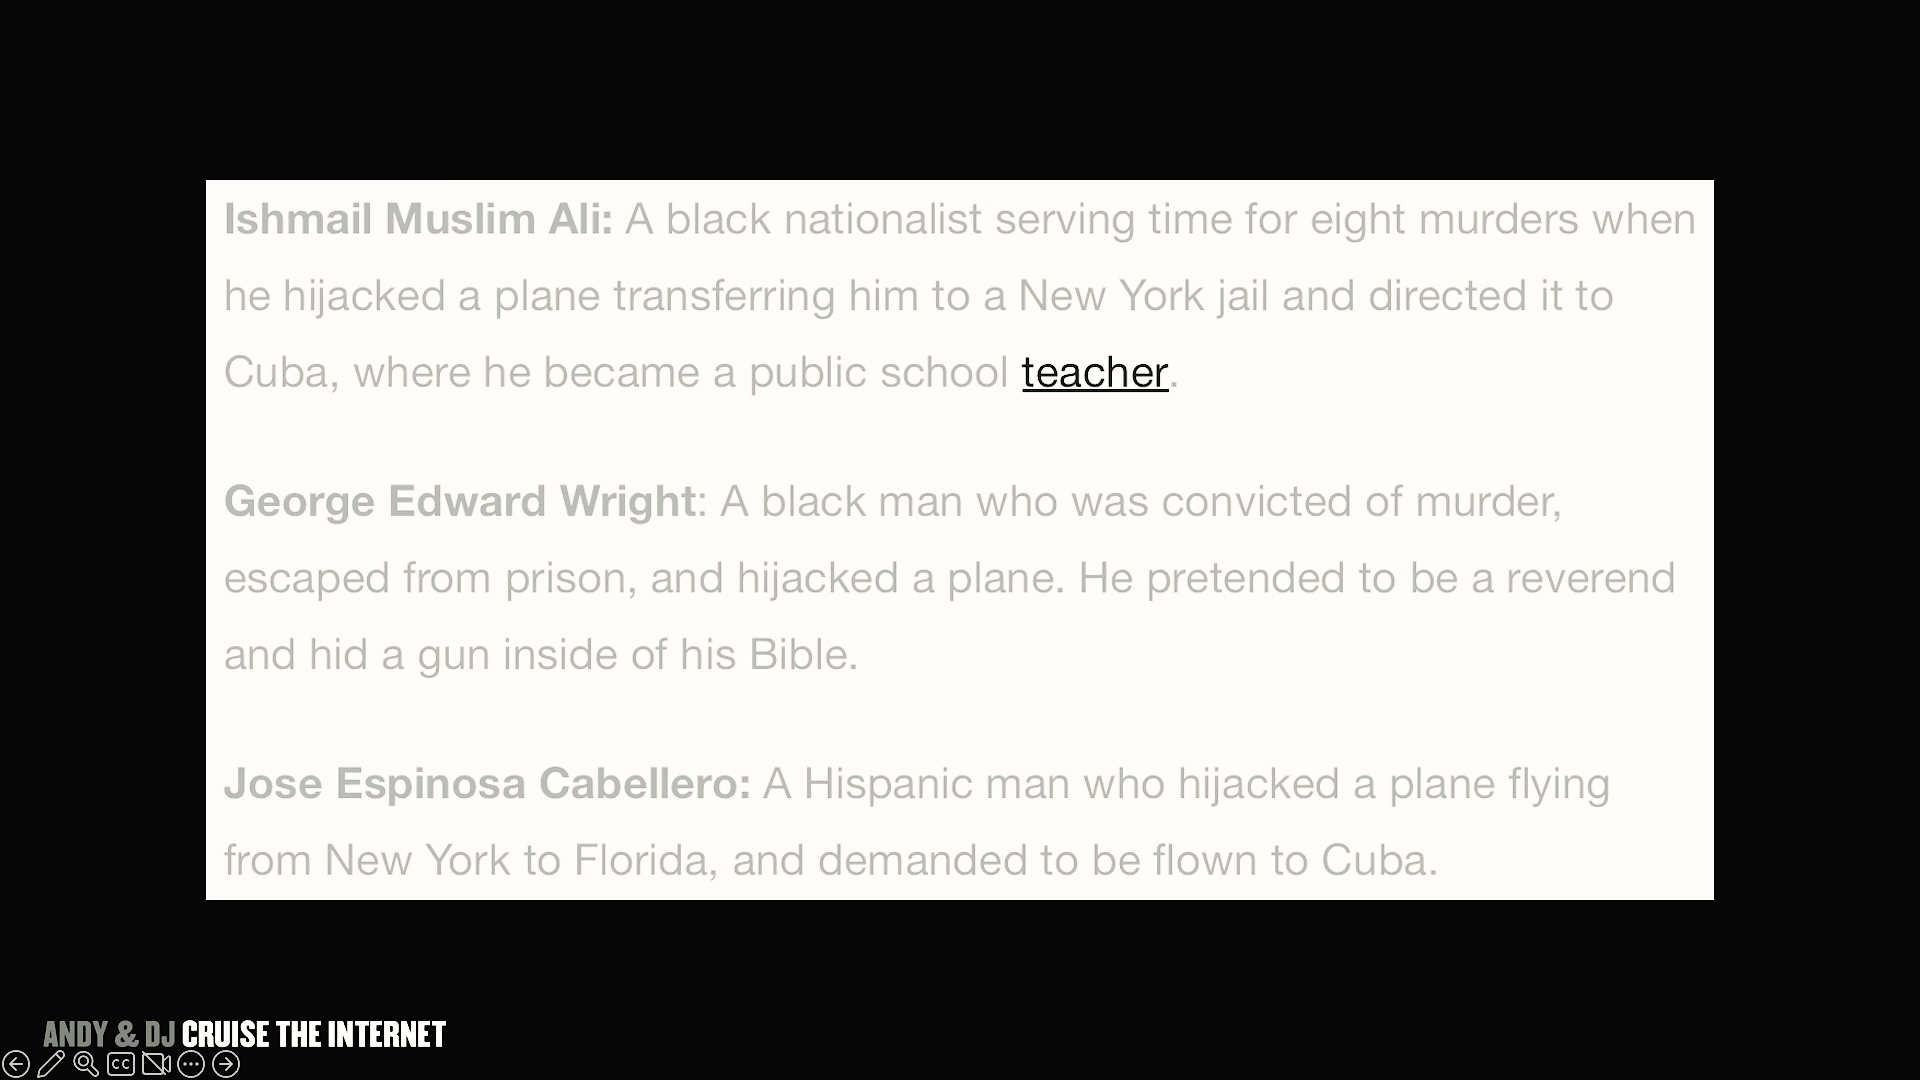 Ishmail Muslim Ali: A black nationalist serving time for eight murders when
he hijacked a plane transferring him to a New York jail and directed it to
Cuba, where he became a public school teacher.
George Edward Wright: A black man who was convicted of murder,
escaped from prison, and hijacked a plane. He pretended to be a reverend
and hid a gun inside of his Bible.
Jose Espinosa Cabellero: A Hispanic man who hijacked a plane flying
from New York to Florida, and demanded to be flown to Cuba.
ANDY & DJ CRUISE THE INTERNET
CC